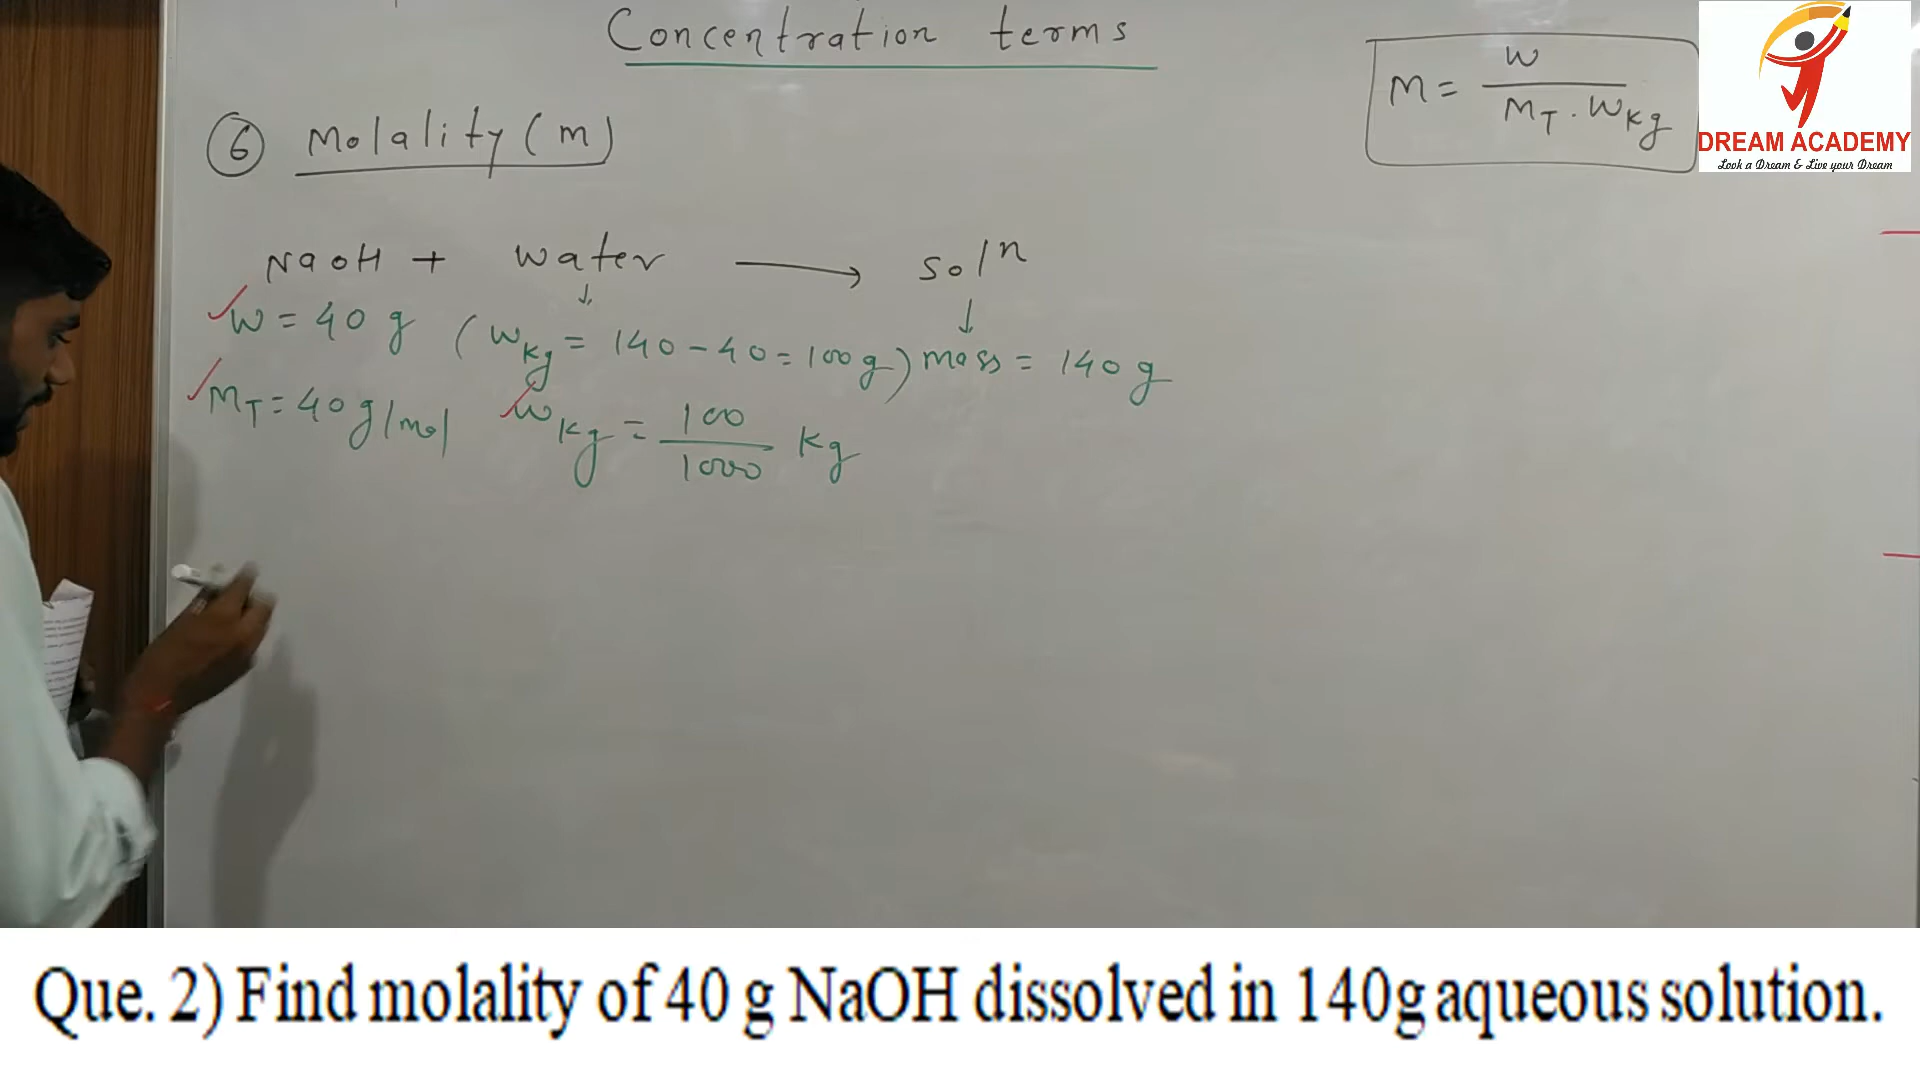 Concentration terms
M = W / M_T . W_Kg
DREAM ACADEMY
Look a Dream & Live your Dream
⑥ Molality (m)
NaOH + Water ⟶ solⁿ
↓ ↓
✓ W = 40 g (W_Kg = 140 - 40 = 100 g) mass = 140 g
✓ M_T = 40 g/mol ✓ W_Kg = 100 / 1000 Kg
Que. 2) Find molality of 40 g NaOH dissolved in 140g aqueous solution.